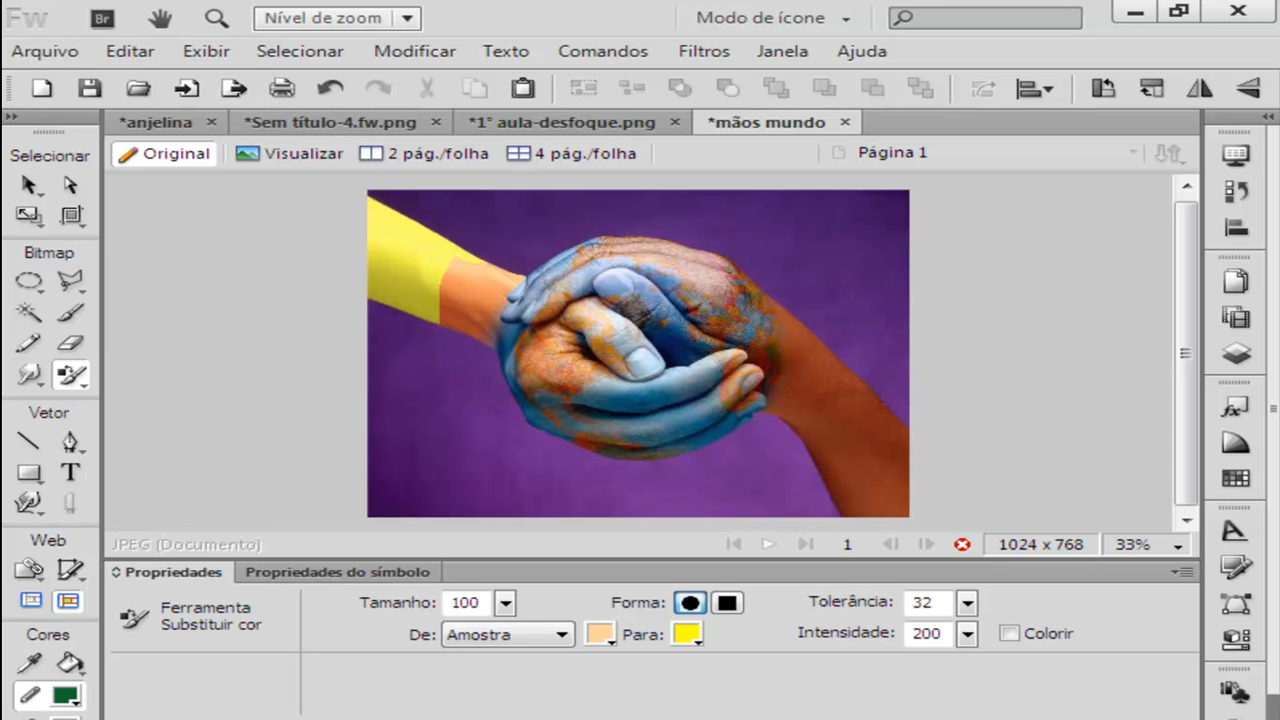 Fw Br Nível de zoom Modo de ícone
Arquivo Editar Exibir Selecionar Modificar Texto Comandos Filtros Janela Ajuda
*anjelina *Sem título-4.fw.png *1° aula-desfoque.png *mãos mundo
Selecionar Original Visualizar 2 pág./folha 4 pág./folha Página 1
Bitmap
Vetor
T
Web
JPEG (Documento) 1 1024 x 768 33%
Propriedades Propriedades do símbolo
Ferramenta Substituir cor
Tamanho: 100 Forma: Tolerância: 32
De: Amostra Para: Intensidade: 200 Colorir
Cores